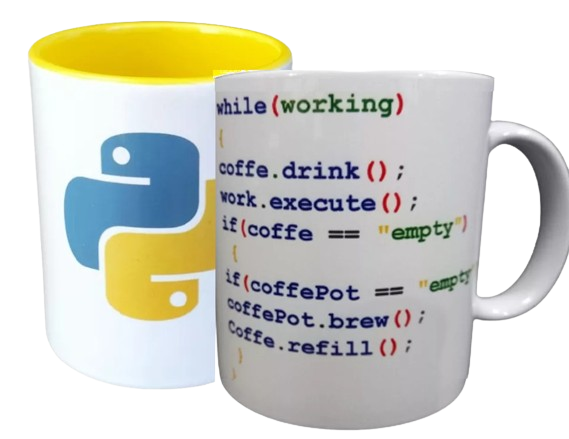 while(working)
{
coffe.drink();
work.execute();
if(coffe == "empty")
{
if(coffePot == "empty"
coffePot.brew();
Coffe.refill();
}
}